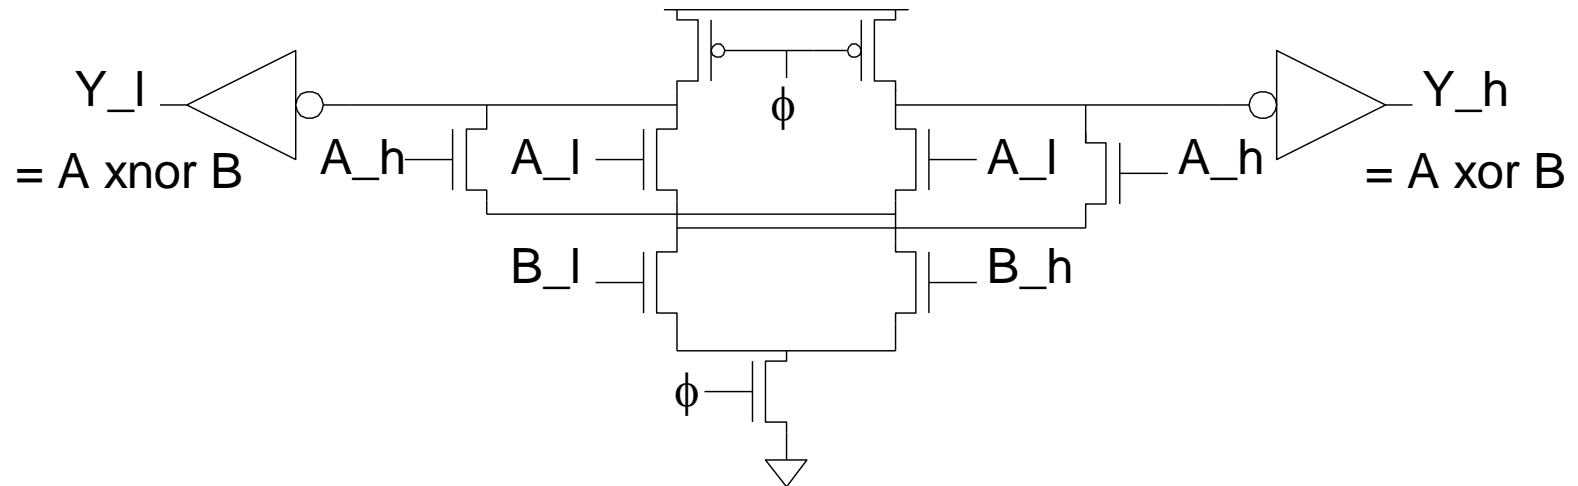 Y_l
= A xnor B
A_h
A_l
ϕ
A_l
A_h
Y_h
= A xor B
B_l
B_h
ϕ